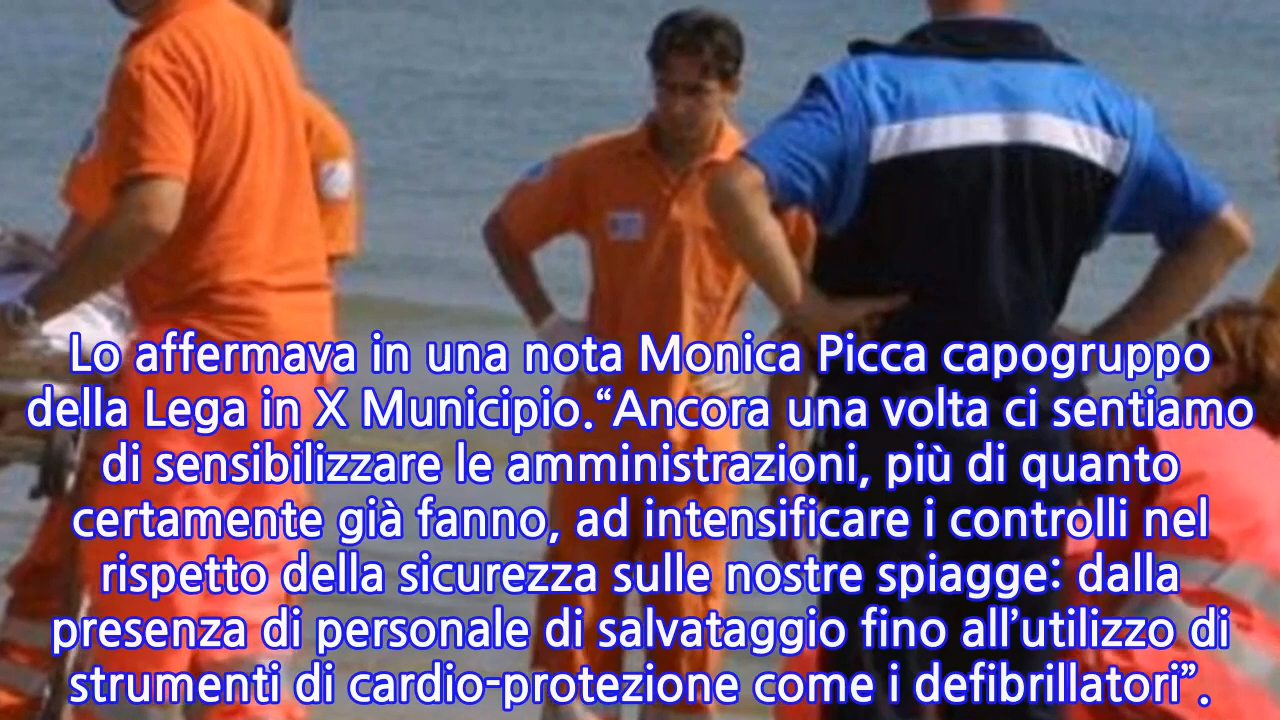 Lo affermava in una nota Monica Picca capogruppo
della Lega in X Municipio.“Ancora una volta ci sentiamo
di sensibilizzare le amministrazioni, più di quanto
certamente già fanno, ad intensificare i controlli nel
rispetto della sicurezza sulle nostre spiagge: dalla
presenza di personale di salvataggio fino all’utilizzo di
strumenti di cardio-protezione come i defibrillatori”.